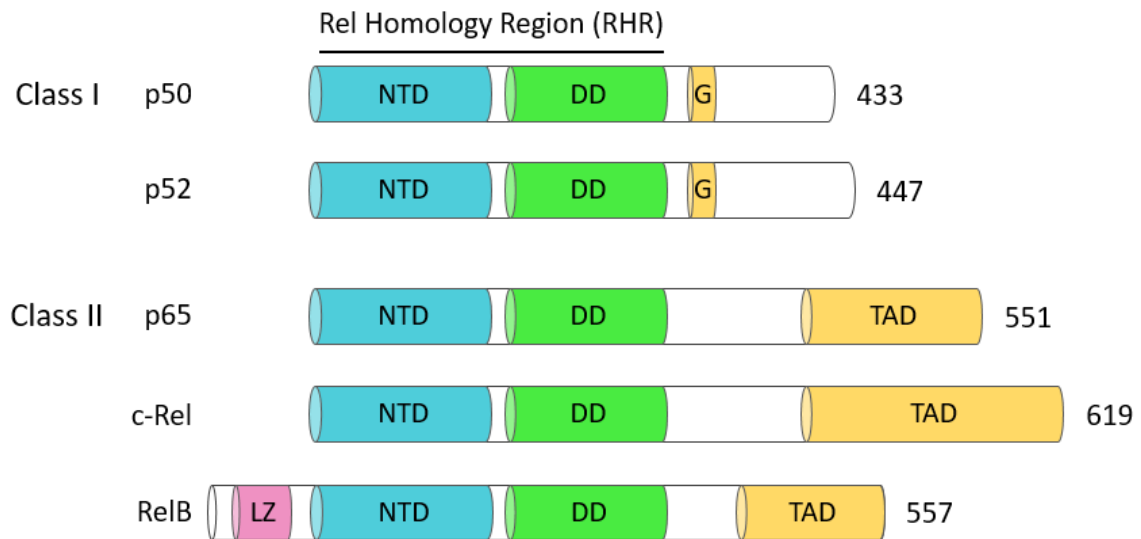 Rel Homology Region (RHR)
Class I p50 NTD DD G 433
p52 NTD DD G 447
Class II p65 NTD DD TAD 551
c-Rel NTD DD TAD 619
RelB LZ NTD DD TAD 557